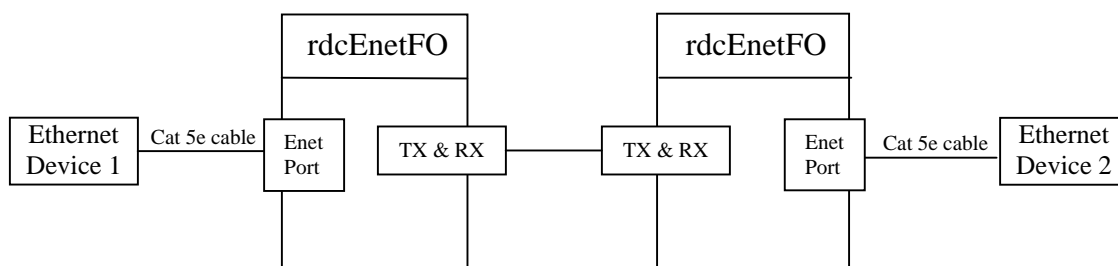 rdcEnetFO
rdcEnetFO
Ethernet
Device 1
Cat 5e cable
Enet
Port
TX & RX
TX & RX
Enet
Port
Cat 5e cable
Ethernet
Device 2